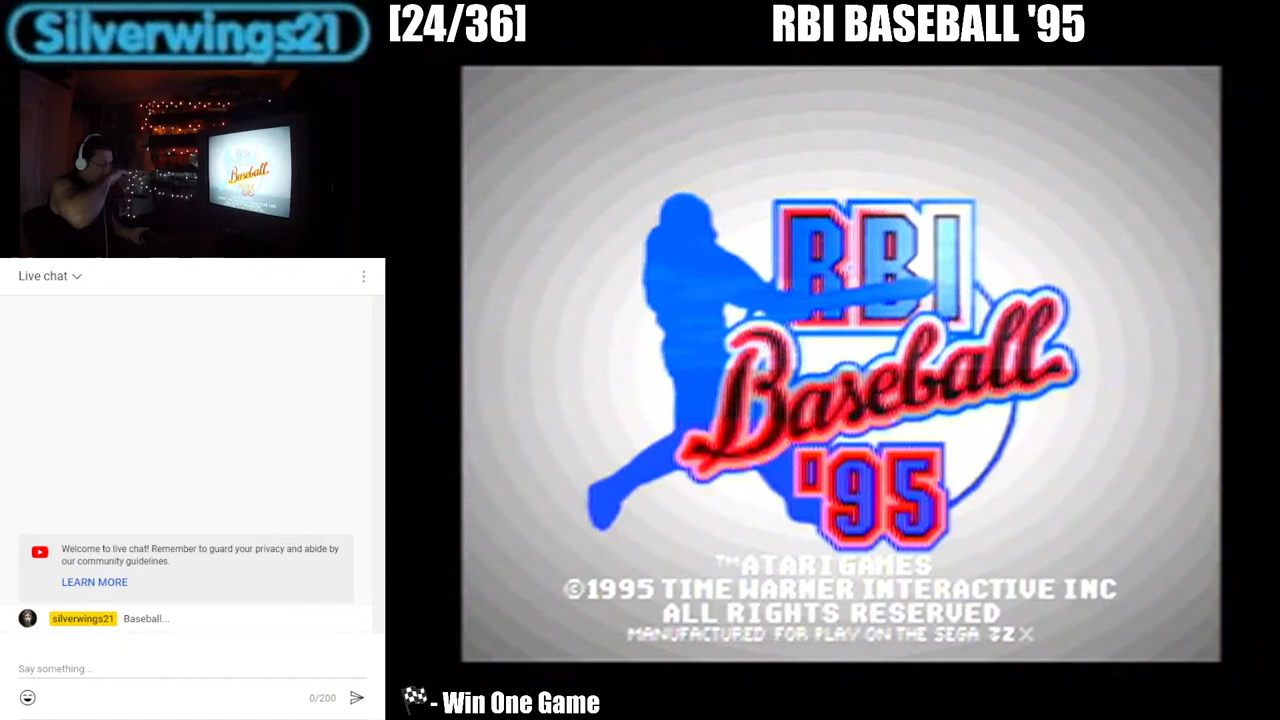 Silverwings21
[24/36]
RBI BASEBALL '95
Live chat
Welcome to live chat! Remember to guard your privacy and abide by
our community guidelines.
LEARN MORE
silverwings21 Baseball...
Say something...
0/200
RBI
Baseball
'95
™ATARI GAMES
©1995 TIME WARNER INTERACTIVE INC
ALL RIGHTS RESERVED
MANUFACTURED FOR PLAY ON THE SEGA 32X
- Win One Game